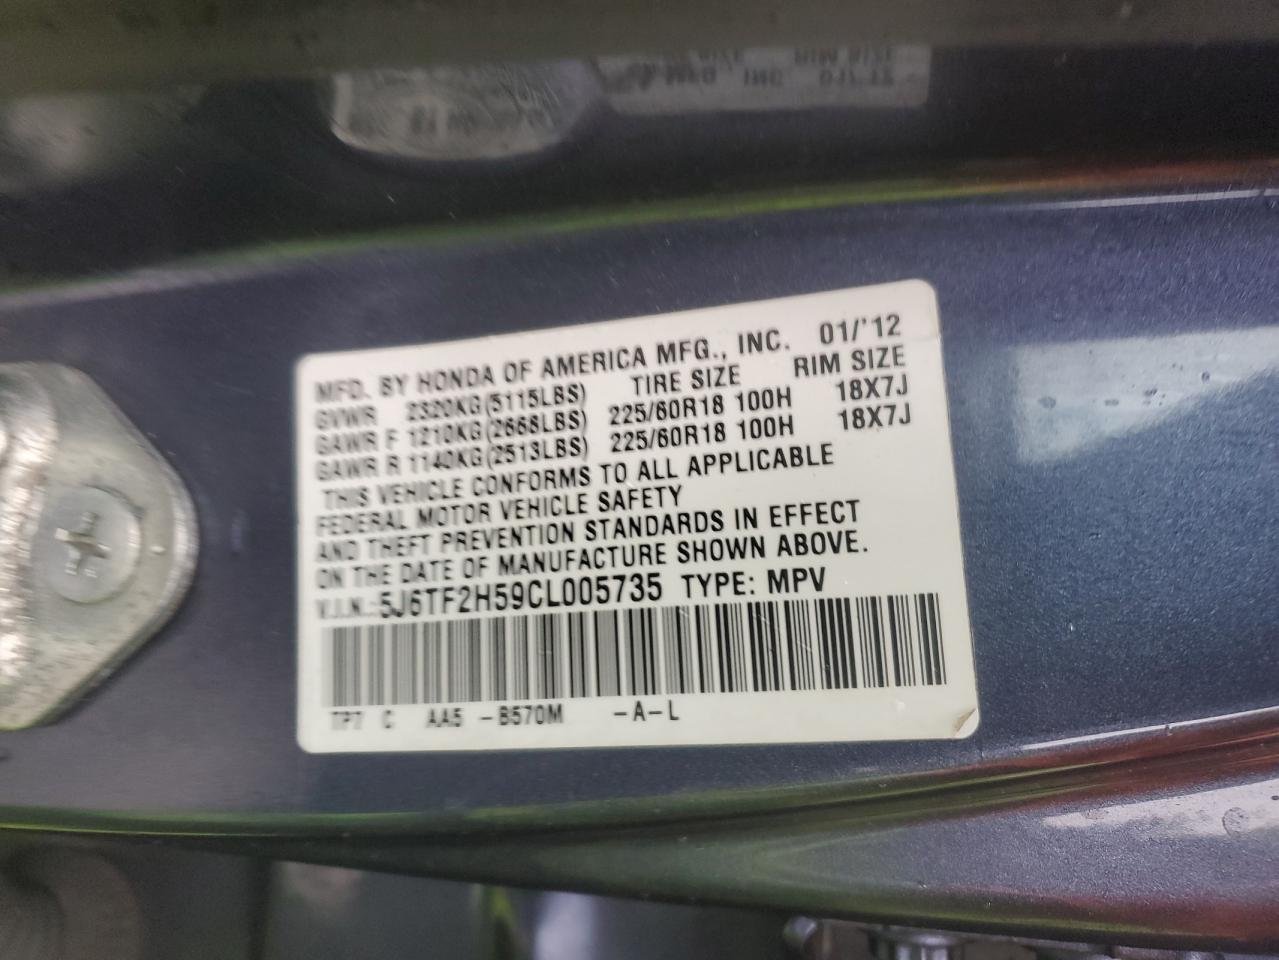 MFD. BY HONDA OF AMERICA MFG., INC. 01/'12
GVWR 2320KG(5115LBS) TIRE SIZE RIM SIZE
GAWR F 1210KG(2668LBS) 225/60R18 100H 18X7J
GAWR R 1140KG(2513LBS) 225/60R18 100H 18X7J
THIS VEHICLE CONFORMS TO ALL APPLICABLE
FEDERAL MOTOR VEHICLE SAFETY
AND THEFT PREVENTION STANDARDS IN EFFECT
ON THE DATE OF MANUFACTURE SHOWN ABOVE.
V.I.N.:5J6TF2H59CL005735 TYPE: MPV
TP7 C AA5 -B570M -A-L